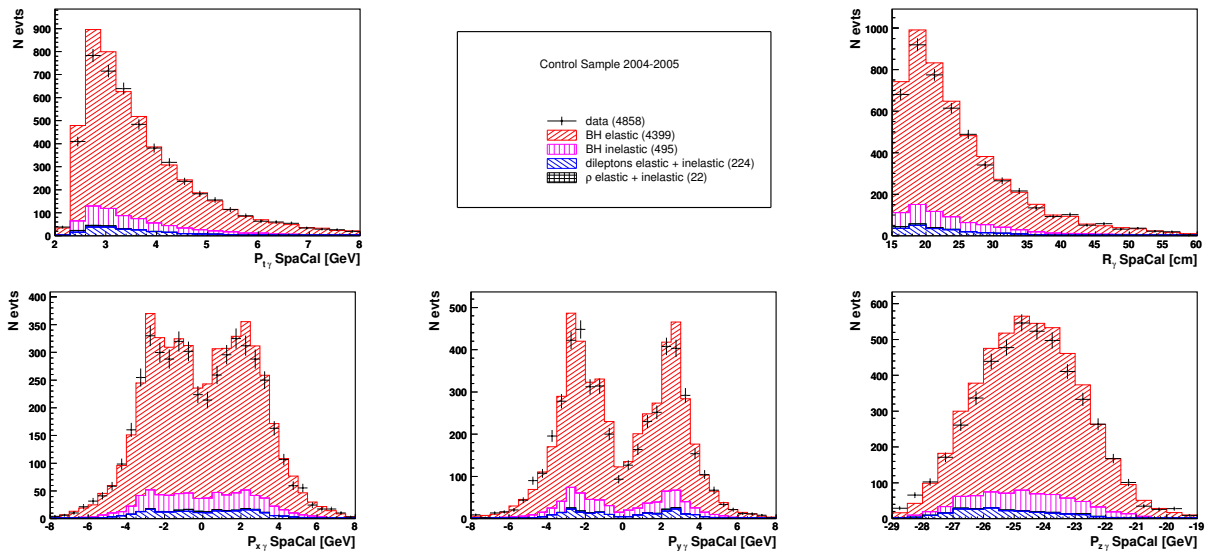 N evts
900
800
700
600
500
400
300
200
100
0
2 3 4 5 6 7 8
P_tγ SpaCal [GeV]
Control Sample 2004-2005
data (4858)
BH elastic (4399)
BH inelastic (495)
dileptons elastic + inelastic (224)
ρ elastic + inelastic (22)
N evts
1000
800
600
400
200
0
15 20 25 30 35 40 45 50 55 60
R_γ SpaCal [cm]
N evts
400
350
300
250
200
150
100
50
0
-8 -6 -4 -2 0 2 4 6 8
P_xγ SpaCal [GeV]
N evts
500
400
300
200
100
0
-8 -6 -4 -2 0 2 4 6 8
P_yγ SpaCal [GeV]
N evts
600
500
400
300
200
100
0
-29 -28 -27 -26 -25 -24 -23 -22 -21 -20 -19
P_zγ SpaCal [GeV]